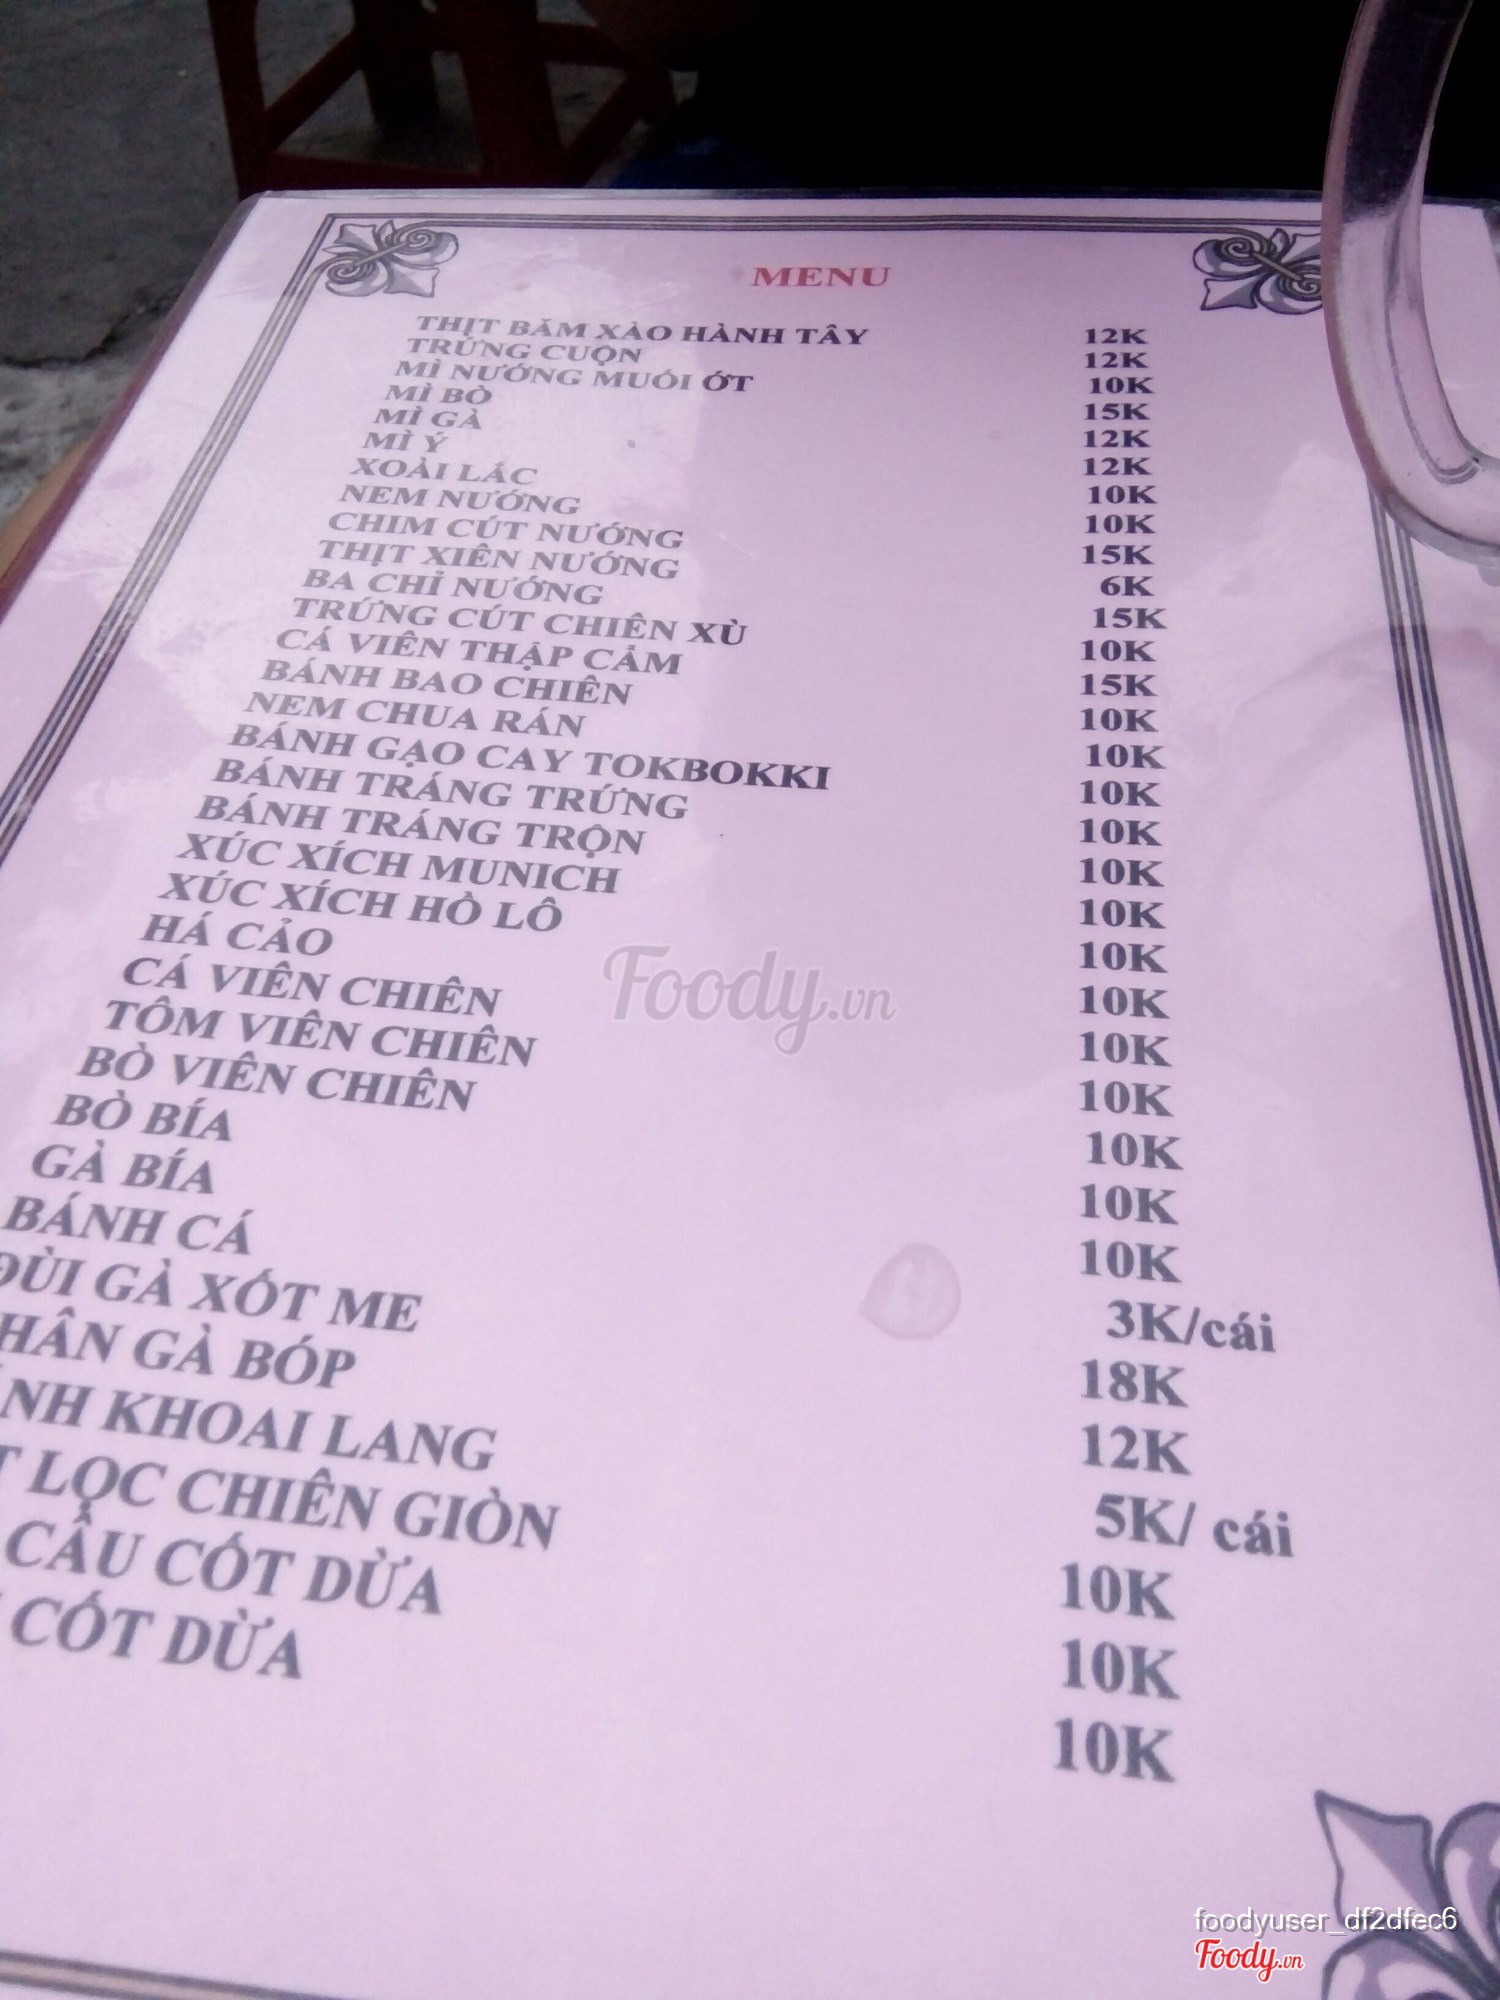 MENU
THỊT BĂM XÀO HÀNH TÂY 12K
TRỨNG CUỘN 12K
MÌ NƯỚNG MUỐI ỚT 10K
MÌ BÒ 15K
MÌ GÀ 12K
MÌ Ý 12K
XOÀI LẮC 10K
NEM NƯỚNG 10K
CHIM CÚT NƯỚNG 15K
THỊT XIÊN NƯỚNG 6K
BA CHỈ NƯỚNG 15K
TRỨNG CÚT CHIÊN XÙ 10K
CÁ VIÊN THẬP CẨM 15K
BÁNH BAO CHIÊN 10K
NEM CHUA RÁN 10K
BÁNH GẠO CAY TOKBOKKI 10K
BÁNH TRÁNG TRỨNG 10K
BÁNH TRÁNG TRỘN 10K
XÚC XÍCH MUNICH 10K
XÚC XÍCH HỒ LÔ 10K
HÁ CẢO 10K
CÁ VIÊN CHIÊN 10K
TÔM VIÊN CHIÊN 10K
BÒ VIÊN CHIÊN 10K
BÒ BÍA 10K
GÀ BÍA 10K
BÁNH CÁ 3K/cái
ĐÙI GÀ XỐT ME 18K
HÂN GÀ BÓP 12K
ÁNH KHOAI LANG 5K/ cái
T LỌC CHIÊN GIÒN 10K
CẦU CỐT DỪA 10K
CỐT DỪA 10K
Foody.vn
foodyuser_df2dfec6
Foody.vn